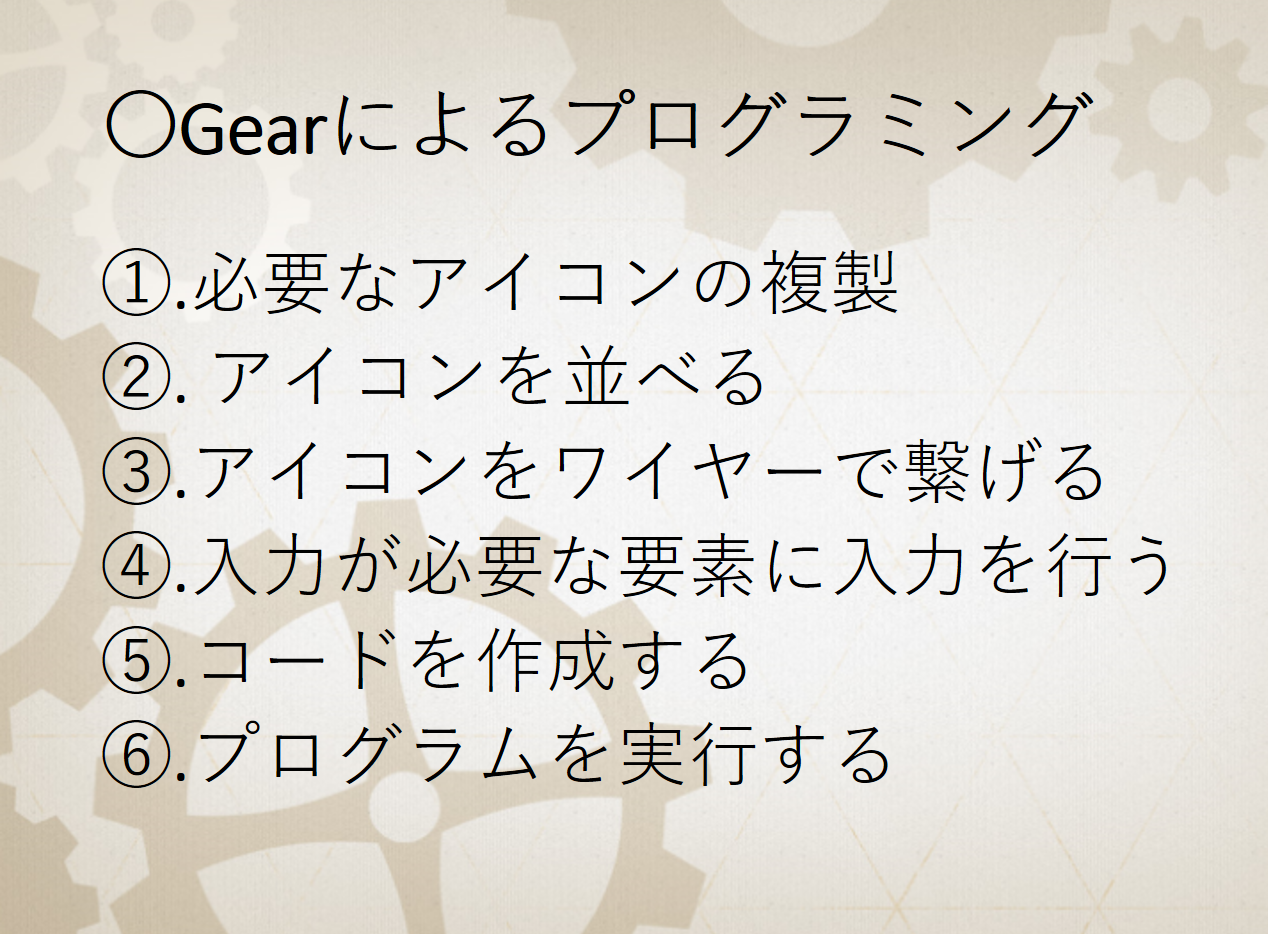 〇Gearによるプログラミング
①.必要なアイコンの複製
②. アイコンを並べる
③.アイコンをワイヤーで繋げる
④.入力が必要な要素に入力を行う
⑤.コードを作成する
⑥.プログラムを実行する